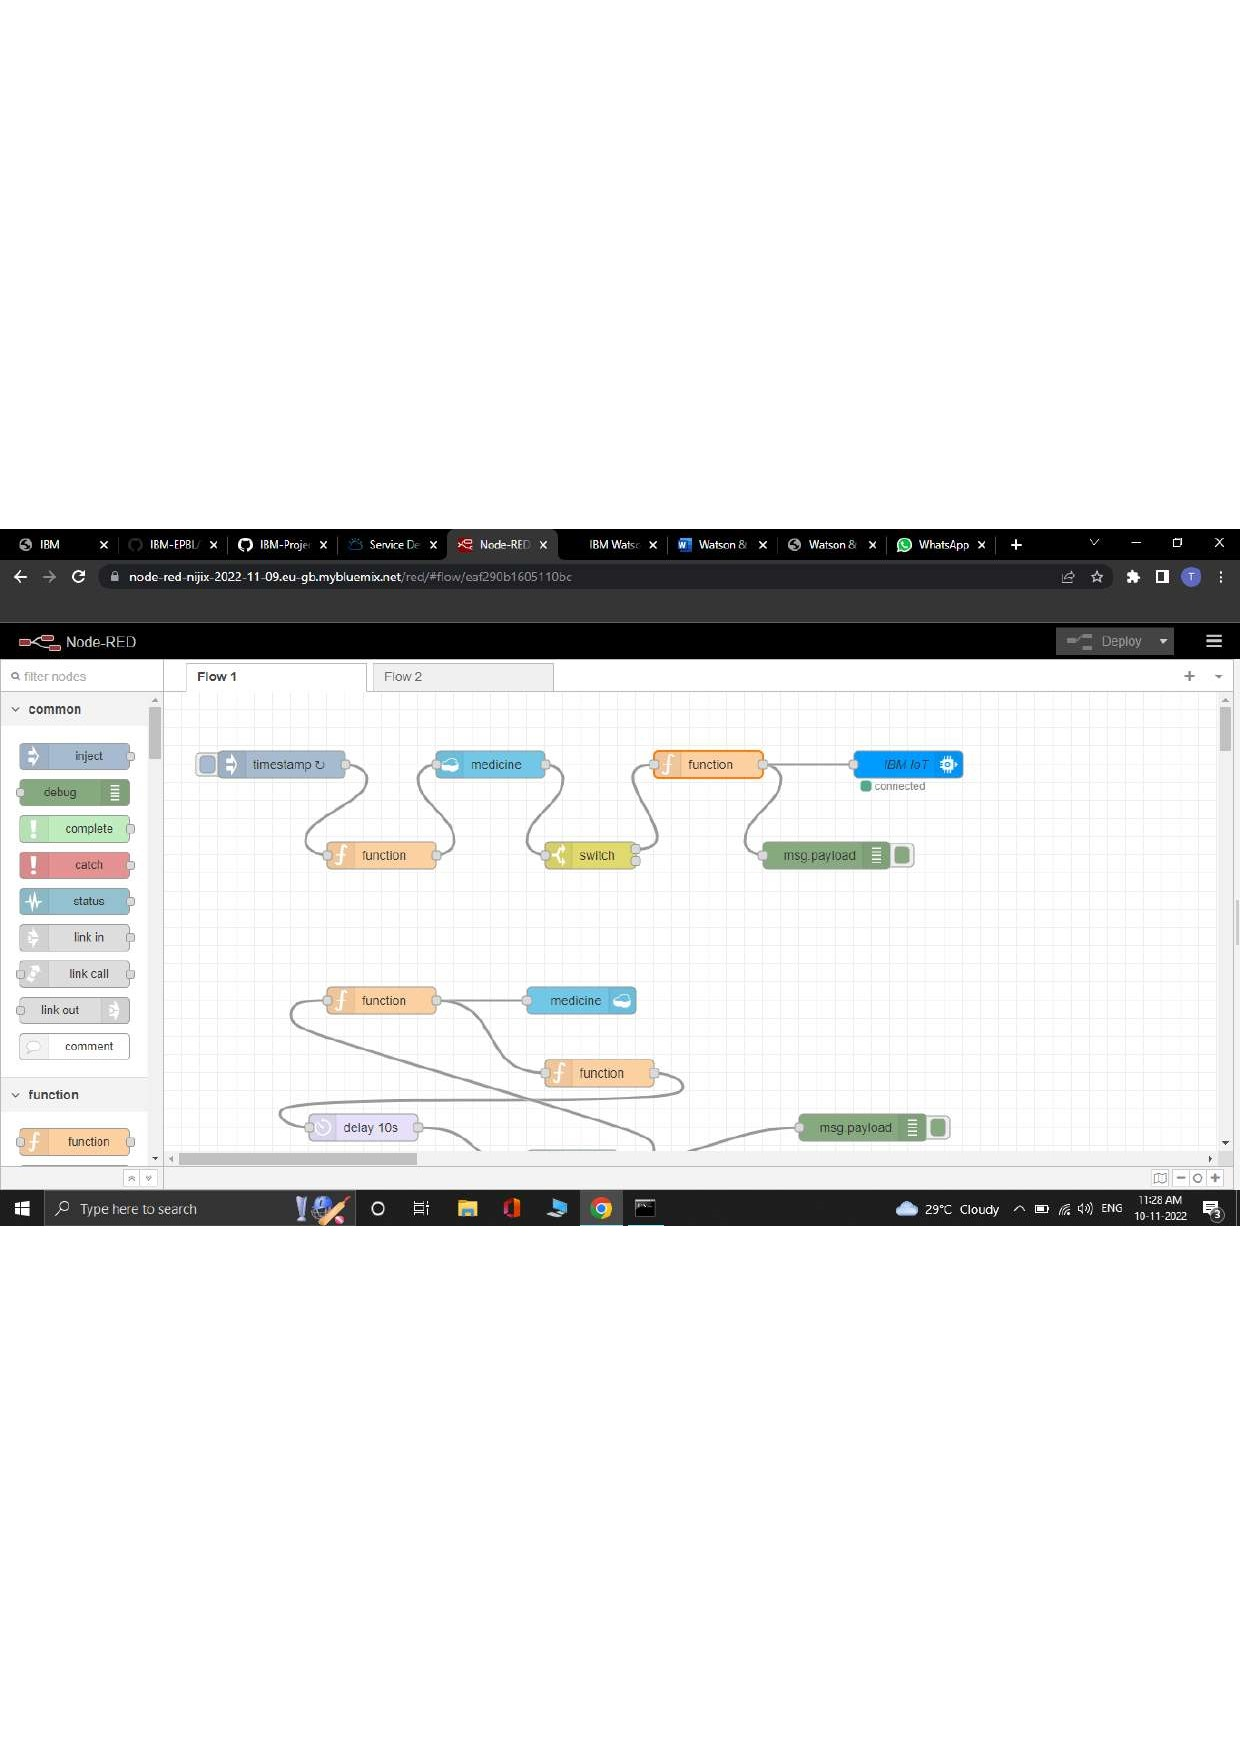 IBM
IBM-EPBL/
IBM-Projec
Service De
Node-RED
IBM Watso
Watson &
Watson &
WhatsApp
node-red-nijix-2022-11-09.eu-gb.mybluemix.net/red/#flow/eaf290b1605110bc
T
Node-RED
Deploy
filter nodes
Flow 1
Flow 2
common
inject
debug
complete
catch
status
link in
link call
link out
comment
function
function
timestamp ↻
medicine
function
IBM IoT
connected
function
switch
msg.payload
function
medicine
function
delay 10s
msg.payload
Type here to search
29°C Cloudy
ENG
11:28 AM
10-11-2022
3